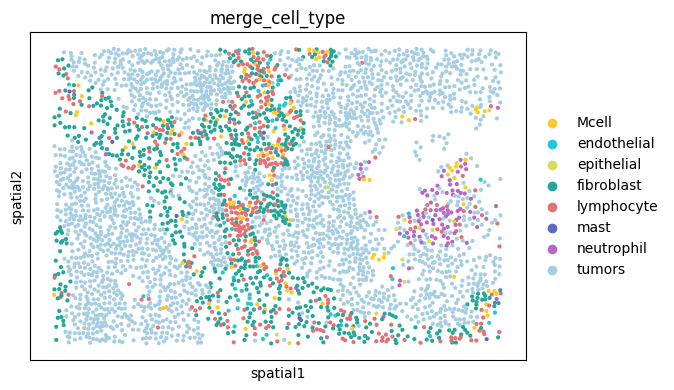 merge_cell_type
spatial2
spatial1
Mcell
endothelial
epithelial
fibroblast
lymphocyte
mast
neutrophil
tumors